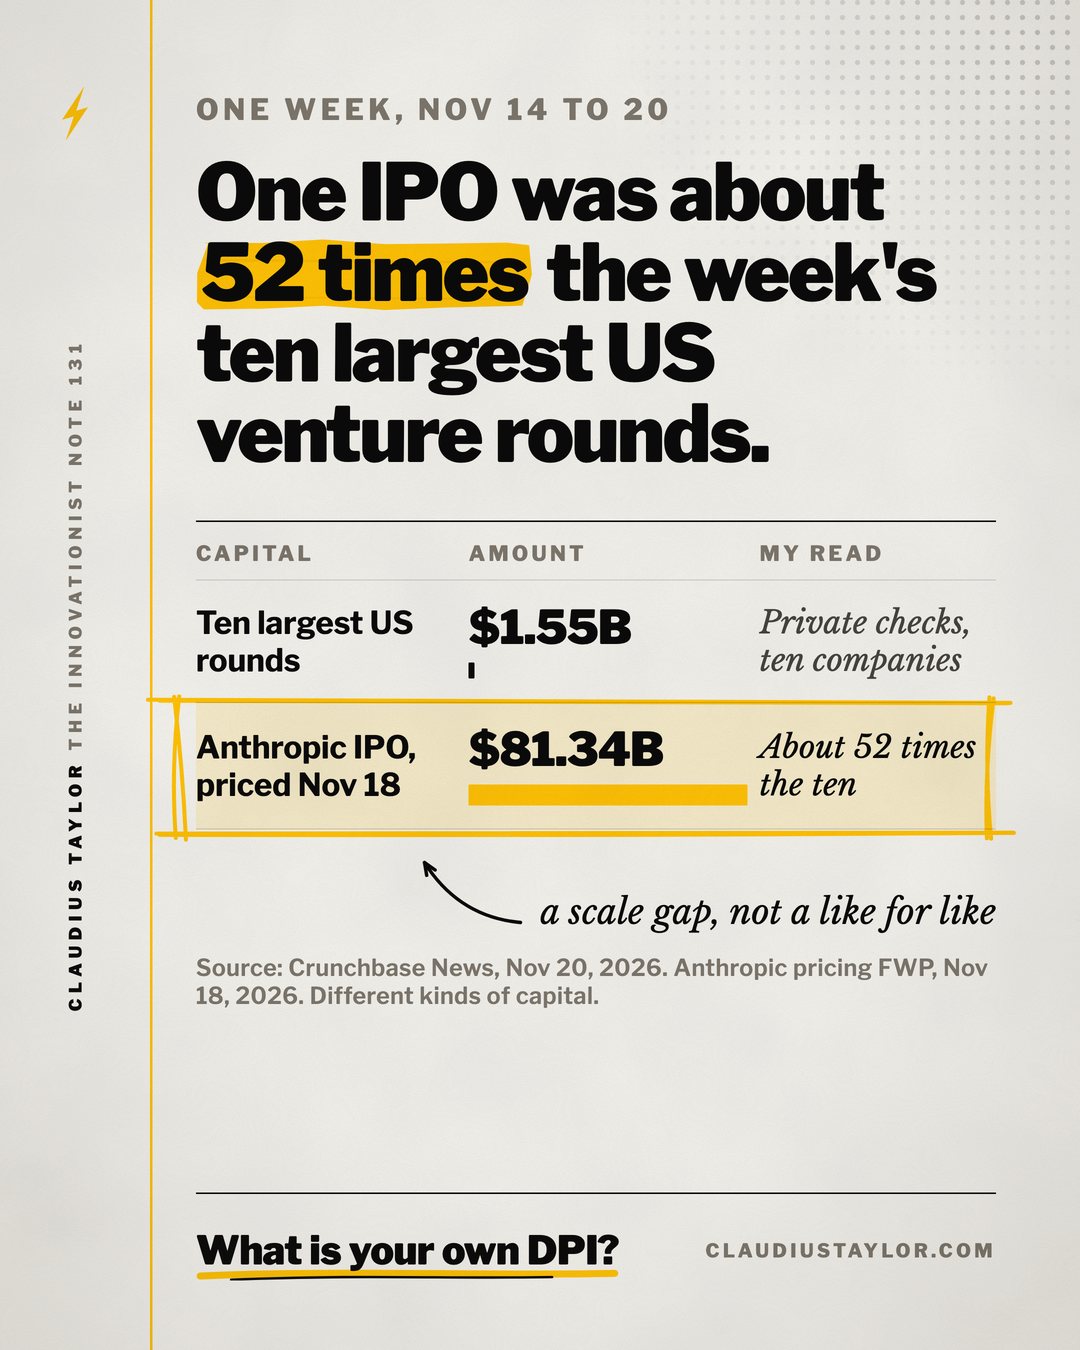 ONE WEEK, NOV 14 TO 20
One IPO was about
52 times the week's
ten largest US
venture rounds.
CAPITAL AMOUNT MY READ
Ten largest US
rounds
$1.55B
Private checks,
ten companies
Anthropic IPO,
priced Nov 18
$81.34B
About 52 times
the ten
a scale gap, not a like for like
Source: Crunchbase News, Nov 20, 2026. Anthropic pricing FWP, Nov
18, 2026. Different kinds of capital.
What is your own DPI?
CLAUDIUSTAYLOR.COM
CLAUDIUS TAYLOR THE INNOVATIONIST NOTE 131